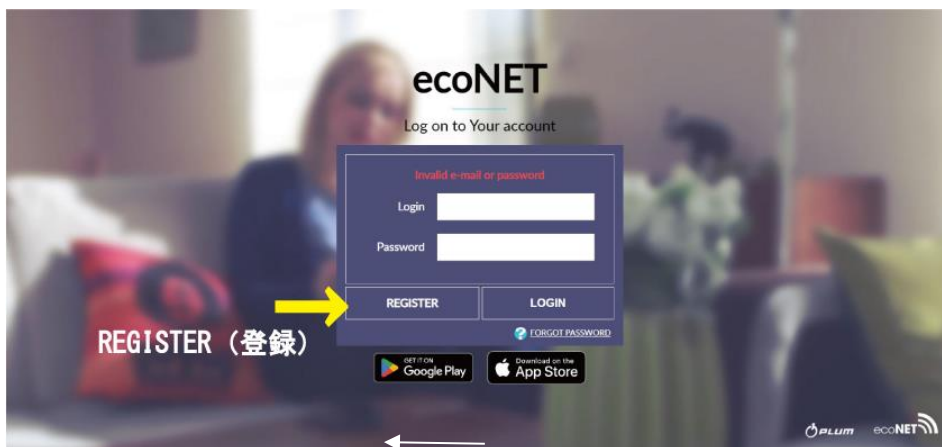 ecoNET
Log on to Your account
Invalid e-mail or password
Login
Password
REGISTER
LOGIN
REGISTER（登録）
FORGOT PASSWORD
GET IT ON
Google Play
Download on the
App Store
PLUM
ecoNET